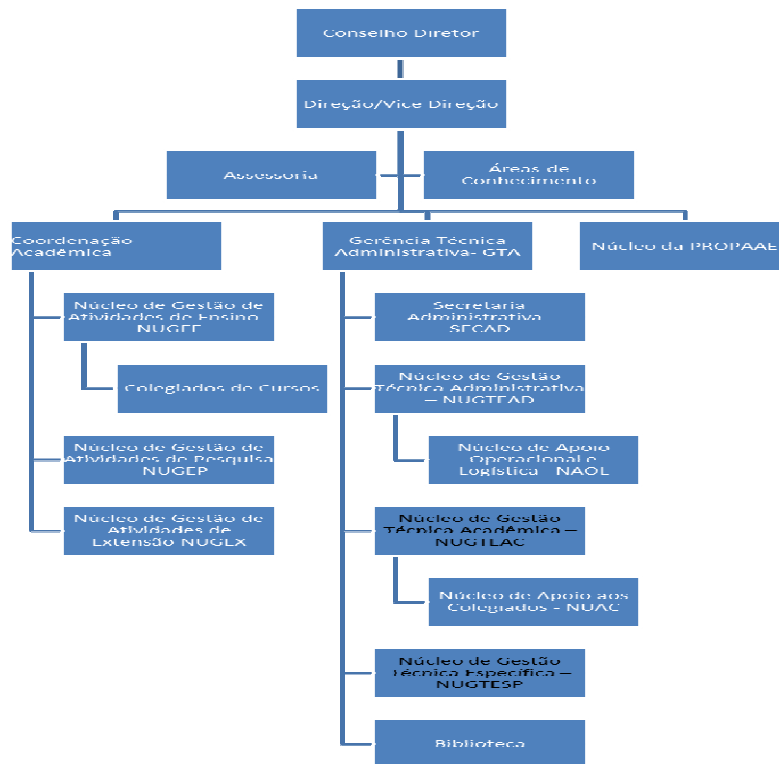 Conselho Diretor
Direção/Vice Direção
Assessoria
Áreas de
Conhecimento
Coordenação
Acadêmica
Gerência Técnica
Administrativa- GTA
Núcleo da PROPAAE
Núcleo de Gestão de
Atividades de Ensino
NUGEE
Colegiados de Cursos
Núcleo de Gestão de
Atividades de Pesquisa
NUGEP
Núcleo de Gestão de
Atividades de
Extensão NUGEX
Secretaria
Administrativa
SECAD
Núcleo de Gestão
Técnica Administrativa
– NUGTEAD
Núcleo de Apoio
Operacional e
Logística - NAOL
Núcleo de Gestão
Técnica Acadêmica –
NUGTEAC
Núcleo de Apoio aos
Colegiados - NUAC
Núcleo de Gestão
Técnica Específica –
NUGTESP
Biblioteca